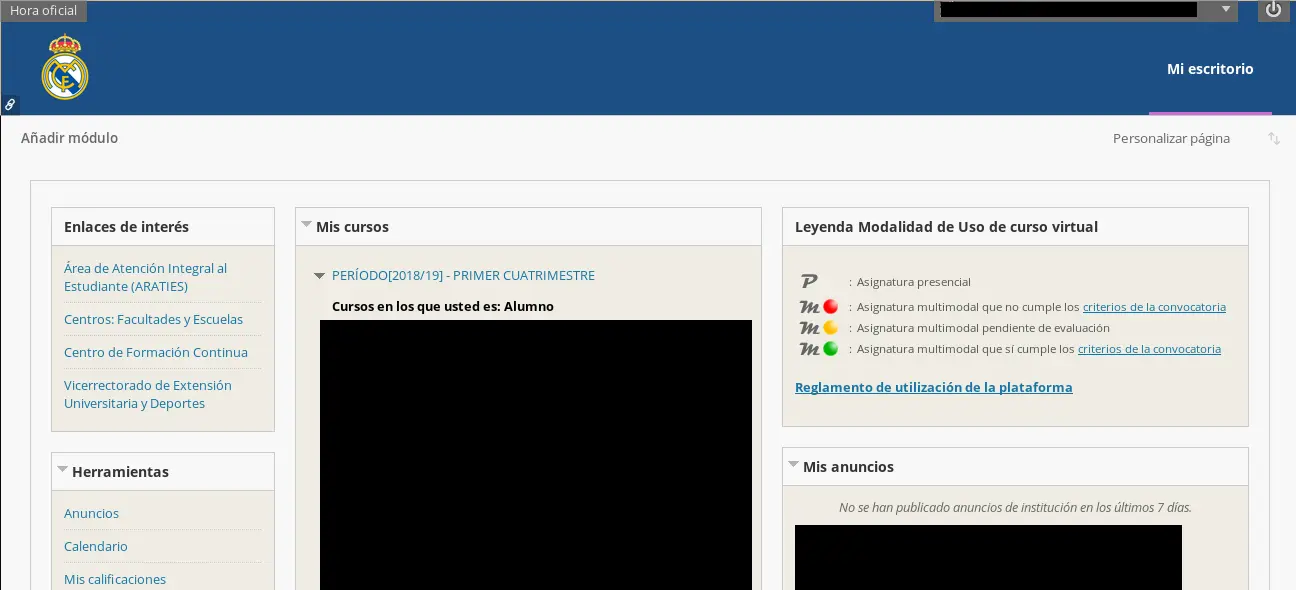 Hora oficial
Mi escritorio
Añadir módulo
Personalizar página
Enlaces de interés
Área de Atención Integral al
Estudiante (ARATIES)
Centros: Facultades y Escuelas
Centro de Formación Continua
Vicerrectorado de Extensión
Universitaria y Deportes
Herramientas
Anuncios
Calendario
Mis calificaciones
Mis cursos
PERÍODO[2018/19] - PRIMER CUATRIMESTRE
Cursos en los que usted es: Alumno
Leyenda Modalidad de Uso de curso virtual
P : Asignatura presencial
M : Asignatura multimodal que no cumple los criterios de la convocatoria
M : Asignatura multimodal pendiente de evaluación
M : Asignatura multimodal que sí cumple los criterios de la convocatoria
Reglamento de utilización de la plataforma
Mis anuncios
No se han publicado anuncios de institución en los últimos 7 días.